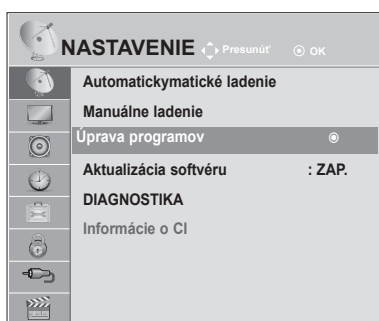 NASTAVENIE Presunúť OK
Automatickymatické ladenie
Manuálne ladenie
Úprava programov
Aktualizácia softvéru : ZAP.
DIAGNOSTIKA
Informácie o CI